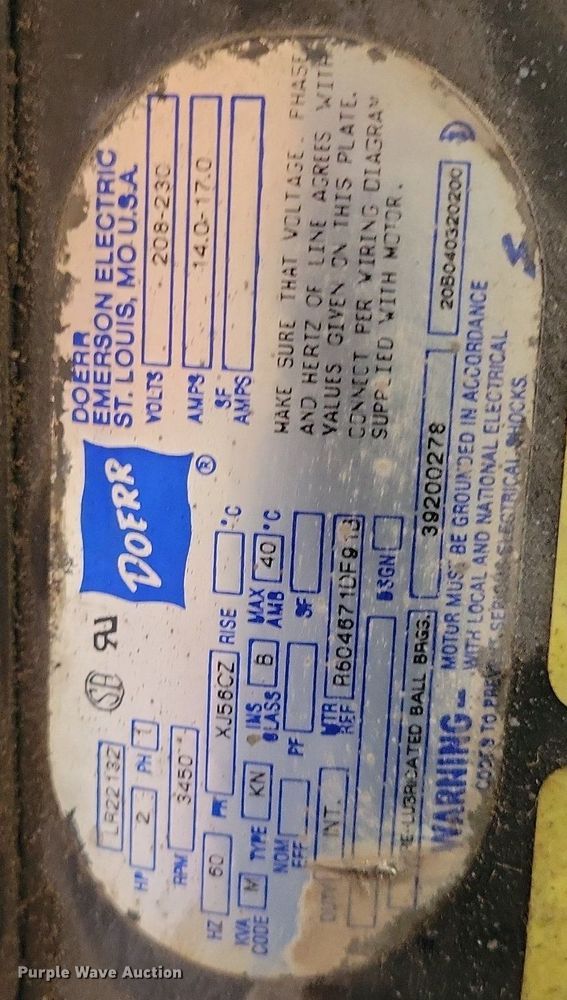 LR22132
DOERR
®
DOERR
EMERSON ELECTRIC
ST. LOUIS, MO U.S.A.
HP 2 PH 1
VOLTS 208-230
RPM 3450
AMPS 14.0-17.0
HZ 60 FR XJ56CZ RISE °C
SF
AMPS
KVA
CODE M TYPE KN INS
CLASS B MAX
AMB 40 °C
NOM
EFF PF SF
MAKE SURE THAT VOLTAGE, PHASE
AND HERTZ OF LINE AGREES WITH
VALUES GIVEN ON THIS PLATE.
CONNECT PER WIRING DIAGRAM
SUPPLIED WITH MOTOR.
INT. MTR
REF
DSGN
LUBRICATED BALL BRGS. 39200278 20B040320200
WARNING - MOTOR MUST BE GROUNDED IN ACCORDANCE
WITH LOCAL AND NATIONAL ELECTRICAL
CODES TO PREVENT SERIOUS ELECTRICAL SHOCKS.
Purple Wave Auction